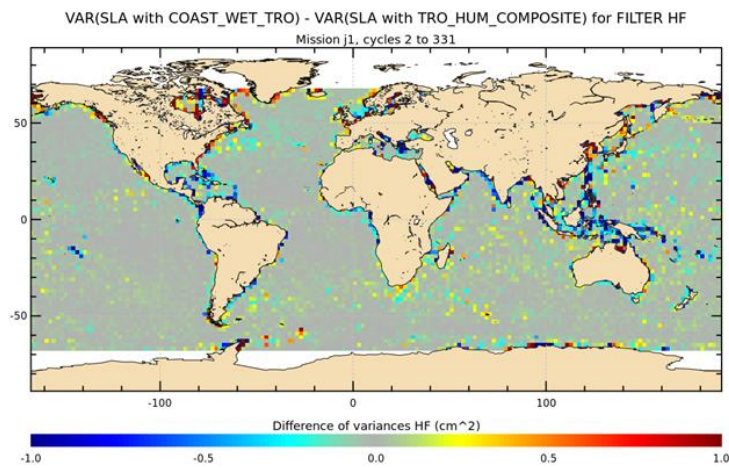 VAR(SLA with COAST_WET_TRO) - VAR(SLA with TRO_HUM_COMPOSITE) for FILTER HF
Mission j1, cycles 2 to 331
50
0
-50
-100 0 100
Difference of variances HF (cm^2)
-1.0 -0.5 0.0 0.5 1.0